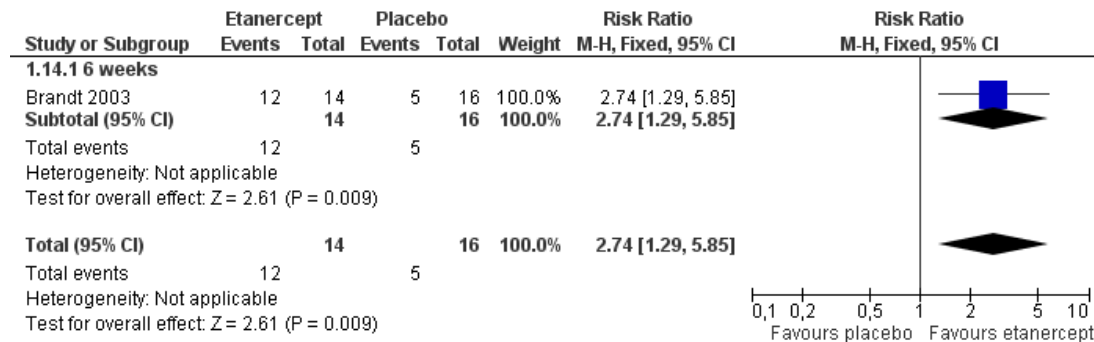 Etanercept Placebo Risk Ratio Risk Ratio
Study or Subgroup Events Total Events Total Weight M-H, Fixed, 95% CI M-H, Fixed, 95% CI
1.14.1 6 weeks
Brandt 2003 12 14 5 16 100.0% 2.74 [1.29, 5.85]
Subtotal (95% CI) 14 16 100.0% 2.74 [1.29, 5.85]
Total events 12 5
Heterogeneity: Not applicable
Test for overall effect: Z = 2.61 (P = 0.009)
Total (95% CI) 14 16 100.0% 2.74 [1.29, 5.85]
Total events 12 5
Heterogeneity: Not applicable
Test for overall effect: Z = 2.61 (P = 0.009)
0,1 0,2 0,5 1 2 5 10
Favours placebo Favours etanercept